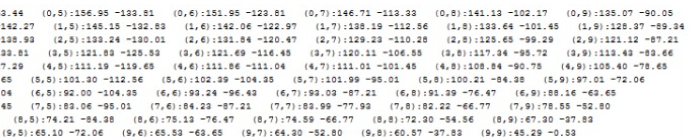 3.44 (0,5):156.95 -133.81 (0,6):151.95 -123.81 (0,7):146.71 -113.33 (0,8):141.13 -102.17 (0,9):135.07 -90.05
142.27 (1,5):145.15 -132.83 (1,6):142.06 -122.97 (1,7):138.19 -112.56 (1,8):133.64 -101.45 (1,9):128.37 -89.34
138.93 (2,5):133.24 -130.01 (2,6):131.84 -120.47 (2,7):129.23 -110.28 (2,8):125.65 -99.29 (2,9):121.12 -87.21
33.81 (3,5):121.83 -125.53 (3,6):121.69 -116.45 (3,7):120.11 -106.55 (3,8):117.34 -95.72 (3,9):113.43 -83.66
7.29 (4,5):111.19 -119.65 (4,6):111.86 -111.04 (4,7):111.01 -101.45 (4,8):108.84 -90.75 (4,9):105.40 -78.65
65 (5,5):101.30 -112.56 (5,6):102.39 -104.35 (5,7):101.99 -95.01 (5,8):100.21 -84.38 (5,9):97.01 -72.06
04 (6,5):92.00 -104.35 (6,6):93.24 -96.43 (6,7):93.03 -87.21 (6,8):91.39 -76.47 (6,9):88.16 -63.65
45 (7,5):83.06 -95.01 (7,6):84.23 -87.21 (7,7):83.99 -77.93 (7,8):82.22 -66.77 (7,9):78.55 -52.80
(8,5):74.21 -84.38 (8,6):75.13 -76.47 (8,7):74.59 -66.77 (8,8):72.30 -54.56 (8,9):67.30 -37.83
(9,5):65.10 -72.06 (9,6):65.53 -63.65 (9,7):64.30 -52.80 (9,8):60.57 -37.83 (9,9):45.29 -0.53